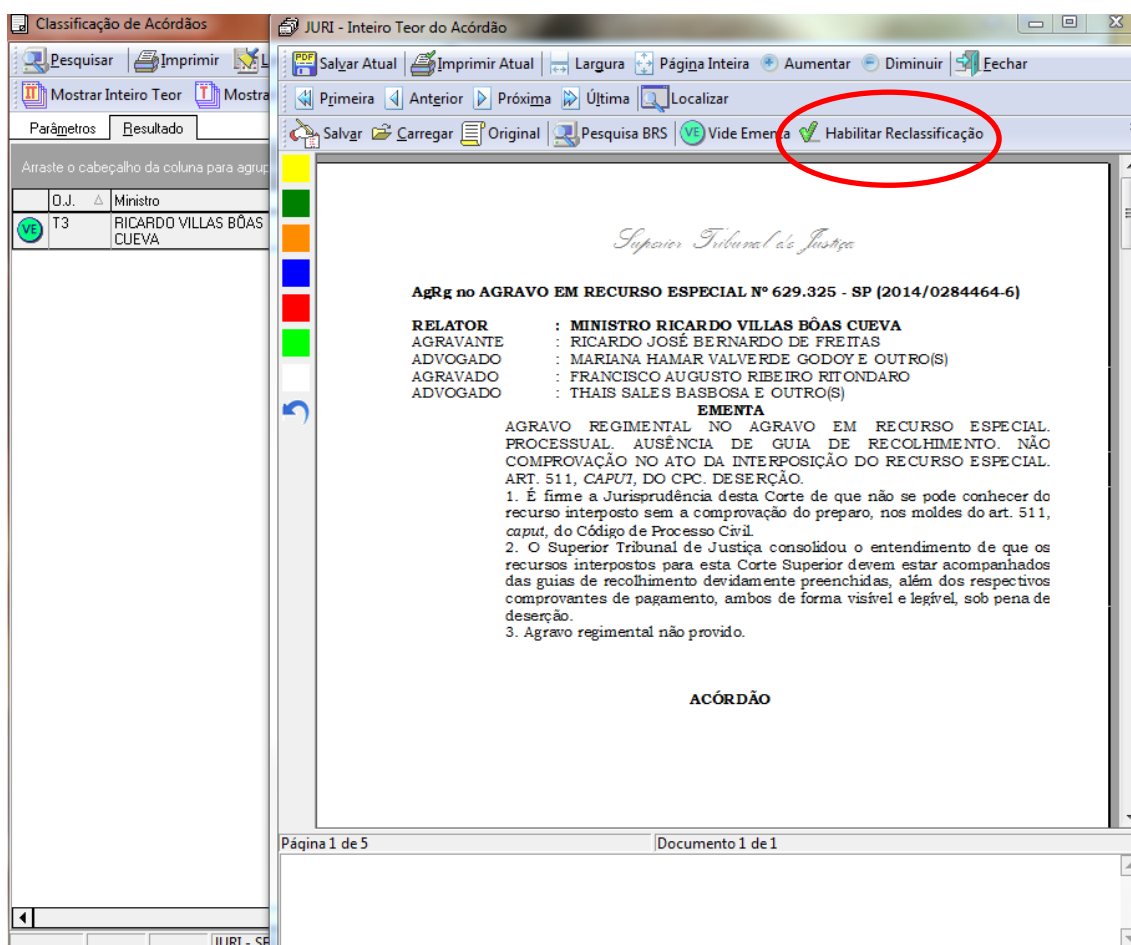 Classificação de Acórdãos
Pesquisar Imprimir L
Mostrar Inteiro Teor Mostra
Parâmetros Resultado
Arraste o cabeçalho da coluna para agrup
O.J. Ministro
VE T3 RICARDO VILLAS BÔAS
CUEVA
JURI - SE
JURI - Inteiro Teor do Acórdão
PDF Salvar Atual Imprimir Atual Largura Página Inteira Aumentar Diminuir Fechar
Primeira Anterior Próxima Última Localizar
Salvar Carregar Original Pesquisa BRS VE Vide Ementa Habilitar Reclassificação
Superior Tribunal de Justiça
AgRg no AGRAVO EM RECURSO ESPECIAL Nº 629.325 - SP (2014/0284464-6)
RELATOR : MINISTRO RICARDO VILLAS BÔAS CUEVA
AGRAVANTE : RICARDO JOSÉ BERNARDO DE FREITAS
ADVOGADO : MARIANA HAMAR VALVERDE GODOY E OUTRO(S)
AGRAVADO : FRANCISCO AUGUSTO RIBEIRO RITONDARO
ADVOGADO : THAIS SALES BASBOSA E OUTRO(S)
EMENTA
AGRAVO REGIMENTAL NO AGRAVO EM RECURSO ESPECIAL.
PROCESSUAL. AUSÊNCIA DE GUIA DE RECOLHIMENTO. NÃO
COMPROVAÇÃO NO ATO DA INTERPOSIÇÃO DO RECURSO ESPECIAL.
ART. 511, CAPUT, DO CPC. DESERÇÃO.
1. É firme a Jurisprudência desta Corte de que não se pode conhecer do
recurso interposto sem a comprovação do preparo, nos moldes do art. 511,
caput, do Código de Processo Civil.
2. O Superior Tribunal de Justiça consolidou o entendimento de que os
recursos interpostos para esta Corte Superior devem estar acompanhados
das guias de recolhimento devidamente preenchidas, além dos respectivos
comprovantes de pagamento, ambos de forma visível e legível, sob pena de
deserção.
3. Agravo regimental não provido.
ACÓRDÃO
Página 1 de 5 Documento 1 de 1